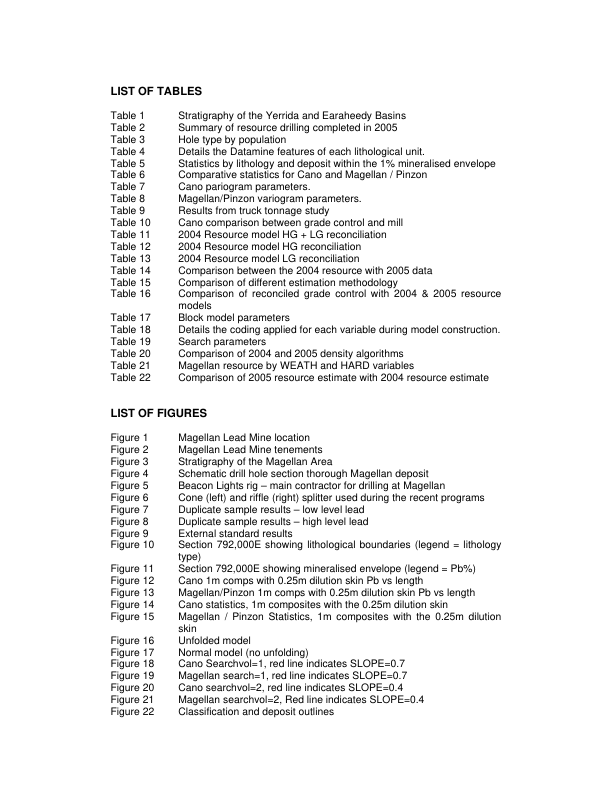 LIST OF TABLES
Table 1 Stratigraphy of the Yerrida and Earaheedy Basins
Table 2 Summary of resource drilling completed in 2005
Table 3 Hole type by population
Table 4 Details the Datamine features of each lithological unit.
Table 5 Statistics by lithology and deposit within the 1% mineralised envelope
Table 6 Comparative statistics for Cano and Magellan / Pinzon
Table 7 Cano pariogram parameters.
Table 8 Magellan/Pinzon variogram parameters.
Table 9 Results from truck tonnage study
Table 10 Cano comparison between grade control and mill
Table 11 2004 Resource model HG + LG reconciliation
Table 12 2004 Resource model HG reconciliation
Table 13 2004 Resource model LG reconciliation
Table 14 Comparison between the 2004 resource with 2005 data
Table 15 Comparison of different estimation methodology
Table 16 Comparison of reconciled grade control with 2004 & 2005 resource
models
Table 17 Block model parameters
Table 18 Details the coding applied for each variable during model construction.
Table 19 Search parameters
Table 20 Comparison of 2004 and 2005 density algorithms
Table 21 Magellan resource by WEATH and HARD variables
Table 22 Comparison of 2005 resource estimate with 2004 resource estimate
LIST OF FIGURES
Figure 1 Magellan Lead Mine location
Figure 2 Magellan Lead Mine tenements
Figure 3 Stratigraphy of the Magellan Area
Figure 4 Schematic drill hole section thorough Magellan deposit
Figure 5 Beacon Lights rig – main contractor for drilling at Magellan
Figure 6 Cone (left) and riffle (right) splitter used during the recent programs
Figure 7 Duplicate sample results – low level lead
Figure 8 Duplicate sample results – high level lead
Figure 9 External standard results
Figure 10 Section 792,000E showing lithological boundaries (legend = lithology
type)
Figure 11 Section 792,000E showing mineralised envelope (legend = Pb%)
Figure 12 Cano 1m comps with 0.25m dilution skin Pb vs length
Figure 13 Magellan/Pinzon 1m comps with 0.25m dilution skin Pb vs length
Figure 14 Cano statistics, 1m composites with the 0.25m dilution skin
Figure 15 Magellan / Pinzon Statistics, 1m composites with the 0.25m dilution
skin
Figure 16 Unfolded model
Figure 17 Normal model (no unfolding)
Figure 18 Cano Searchvol=1, red line indicates SLOPE=0.7
Figure 19 Magellan search=1, red line indicates SLOPE=0.7
Figure 20 Cano searchvol=2, red line indicates SLOPE=0.4
Figure 21 Magellan searchvol=2, Red line indicates SLOPE=0.4
Figure 22 Classification and deposit outlines